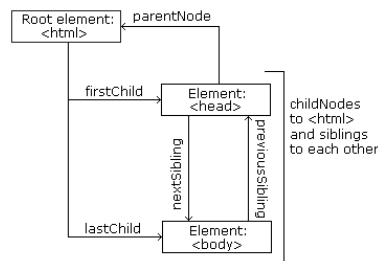 Root element:
<html>
parentNode
firstChild
Element:
<head>
childNodes
to <html>
and siblings
to each other
nextSibling
previousSibling
lastChild
Element:
<body>